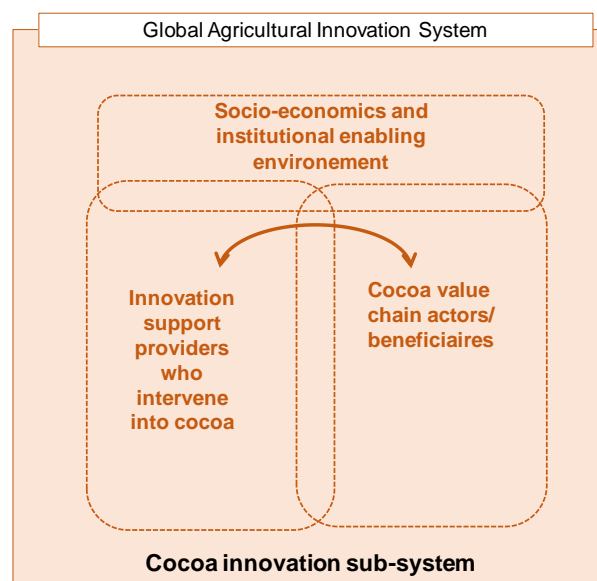 Global Agricultural Innovation System
Socio-economics and
institutional enabling
environement
Innovation
support
providers
who
intervene
into cocoa
Cocoa value
chain actors/
beneficiaires
Cocoa innovation sub-system